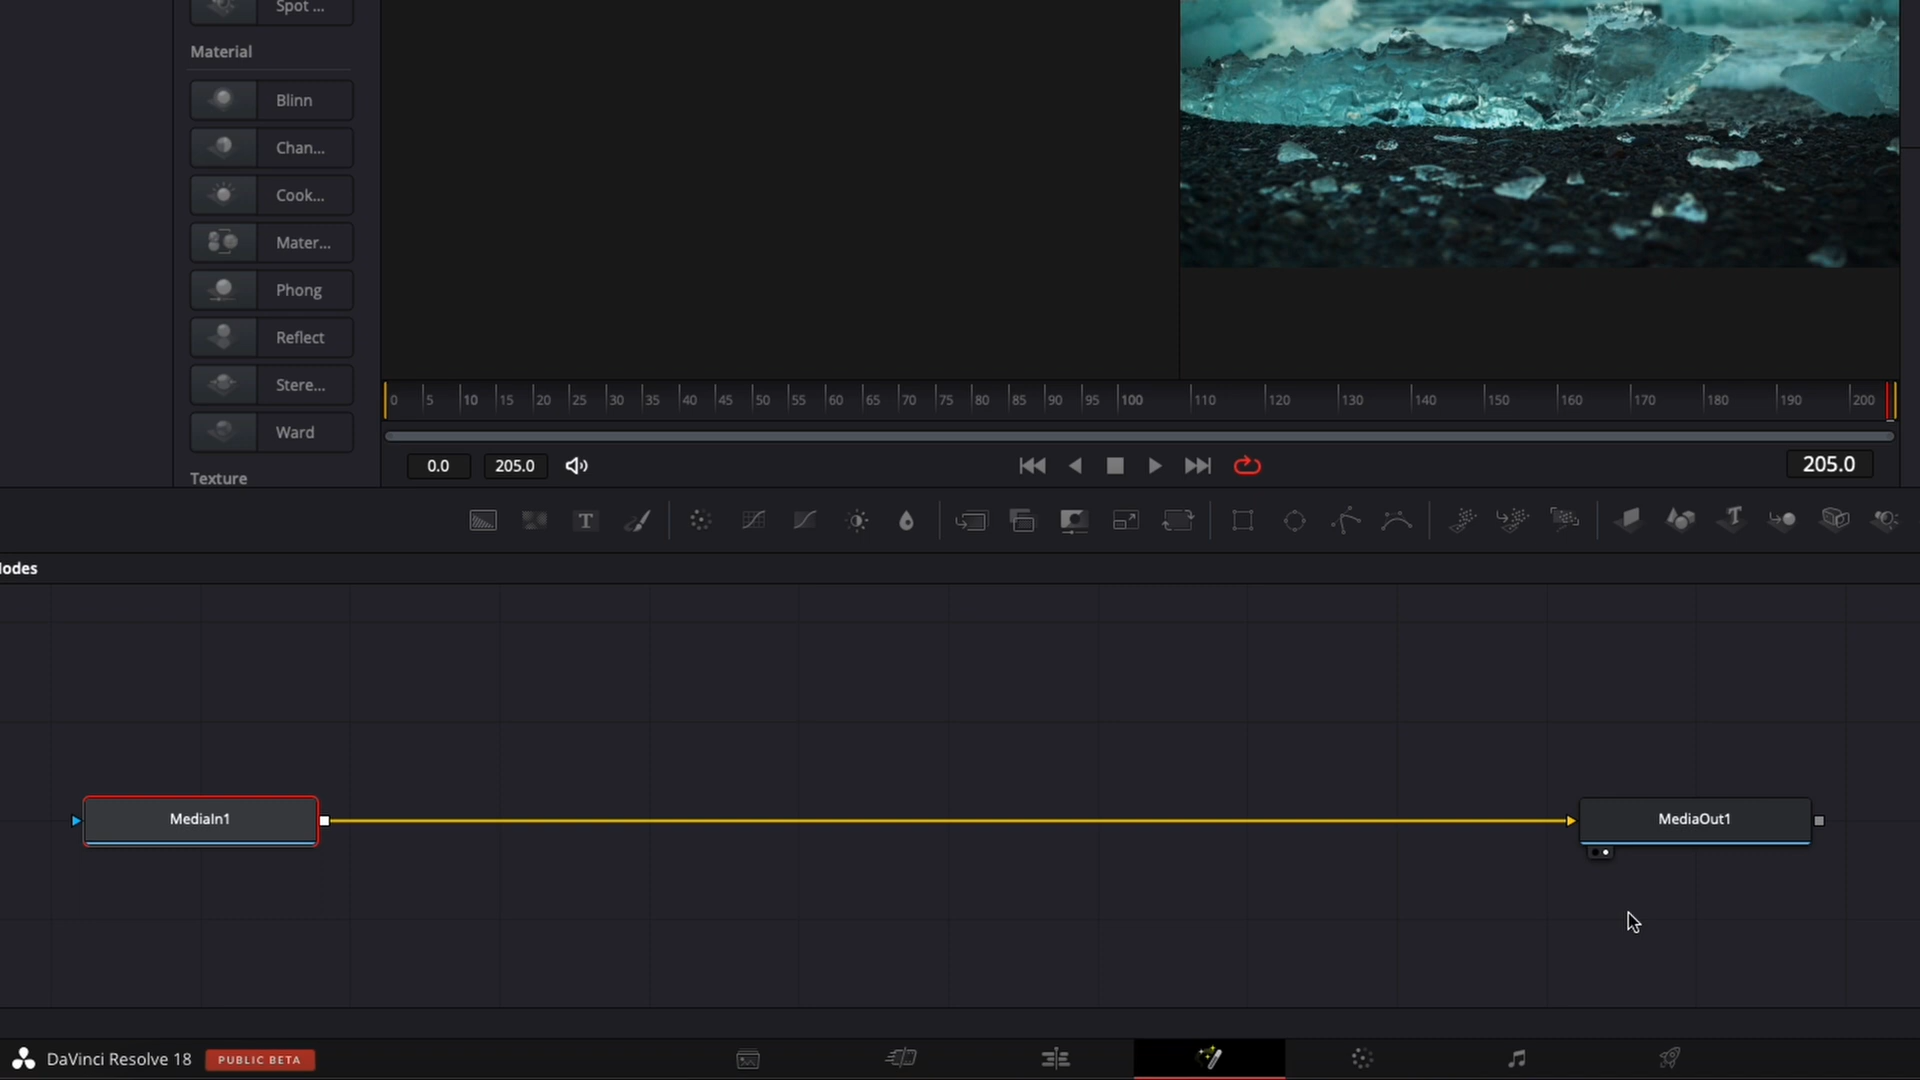 Spot ...
Material
Blinn
Chan...
Cook...
Mater...
Phong
Reflect
Stere...
Ward
Texture
0 5 10 15 20 25 30 35 40 45 50 55 60 65 70 75 80 85 90 95 100 110 120 130 140 150 160 170 180 190 200
0.0 205.0 205.0
T T
lodes
MediaIn1 MediaOut1
DaVinci Resolve 18 PUBLIC BETA